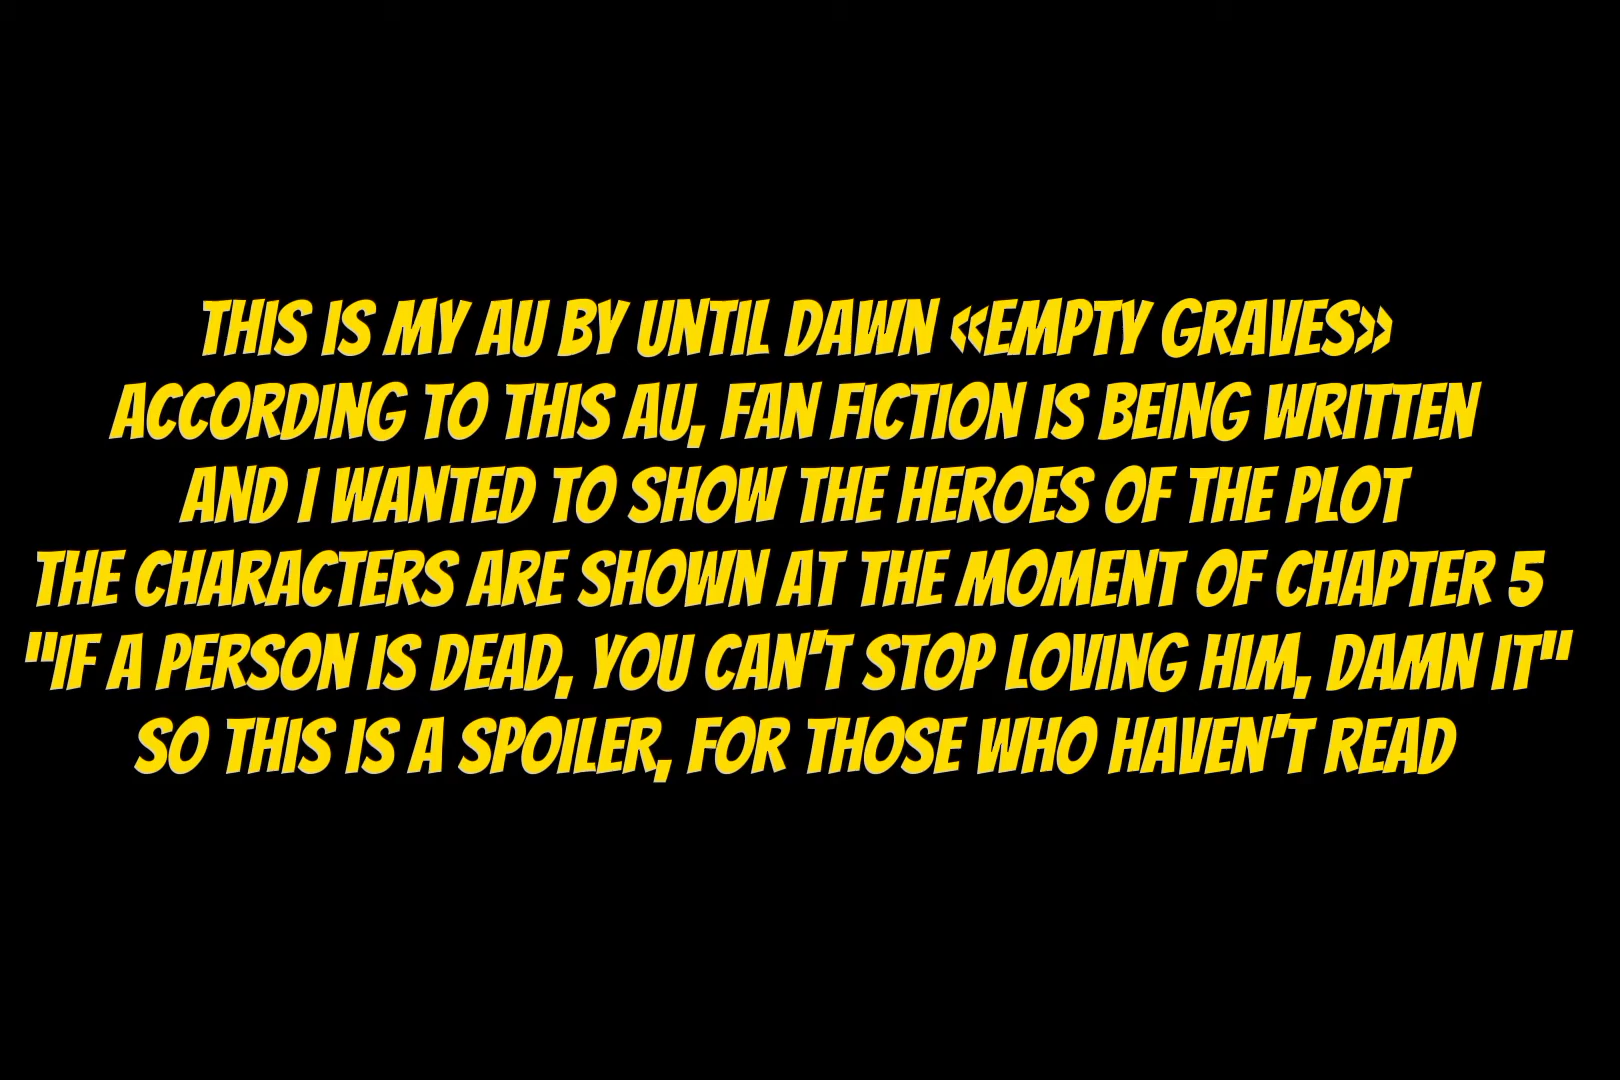 THIS IS MY AU BY UNTIL DAWN «EMPTY GRAVES»
ACCORDING TO THIS AU, FAN FICTION IS BEING WRITTEN
AND I WANTED TO SHOW THE HEROES OF THE PLOT
THE CHARACTERS ARE SHOWN AT THE MOMENT OF CHAPTER 5
"IF A PERSON IS DEAD, YOU CAN'T STOP LOVING HIM, DAMN IT"
SO THIS IS A SPOILER, FOR THOSE WHO HAVEN'T READ